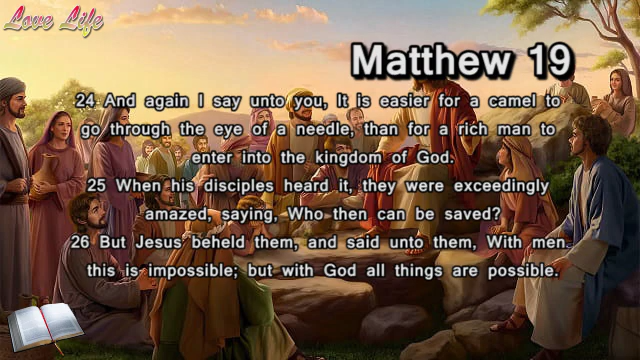 Love Life
Matthew 19
24 And again I say unto you, It is easier for a camel to
go through the eye of a needle, than for a rich man to
enter into the kingdom of God.
25 When his disciples heard it, they were exceedingly
amazed, saying, Who then can be saved?
26 But Jesus beheld them, and said unto them, With men
this is impossible; but with God all things are possible.